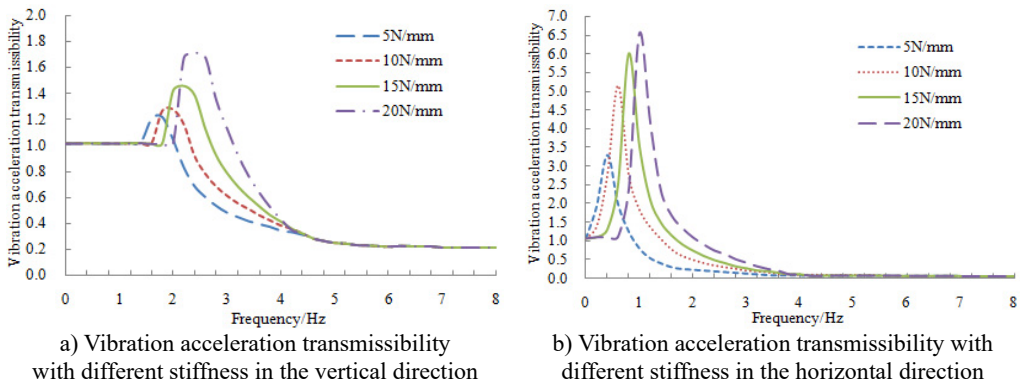 Vibration acceleration transmissibility
2.0
1.8
1.6
1.4
1.2
1.0
0.8
0.6
0.4
0.2
0.0
0 1 2 3 4 5 6 7 8
Frequency/Hz
5N/mm
10N/mm
15N/mm
20N/mm
a) Vibration acceleration transmissibility
with different stiffness in the vertical direction
Vibration acceleration transmissibility
7.0
6.5
6.0
5.5
5.0
4.5
4.0
3.5
3.0
2.5
2.0
1.5
1.0
0.5
0.0
0 1 2 3 4 5 6 7 8
Frequency/Hz
5N/mm
10N/mm
15N/mm
20N/mm
b) Vibration acceleration transmissibility with
different stiffness in the horizontal direction